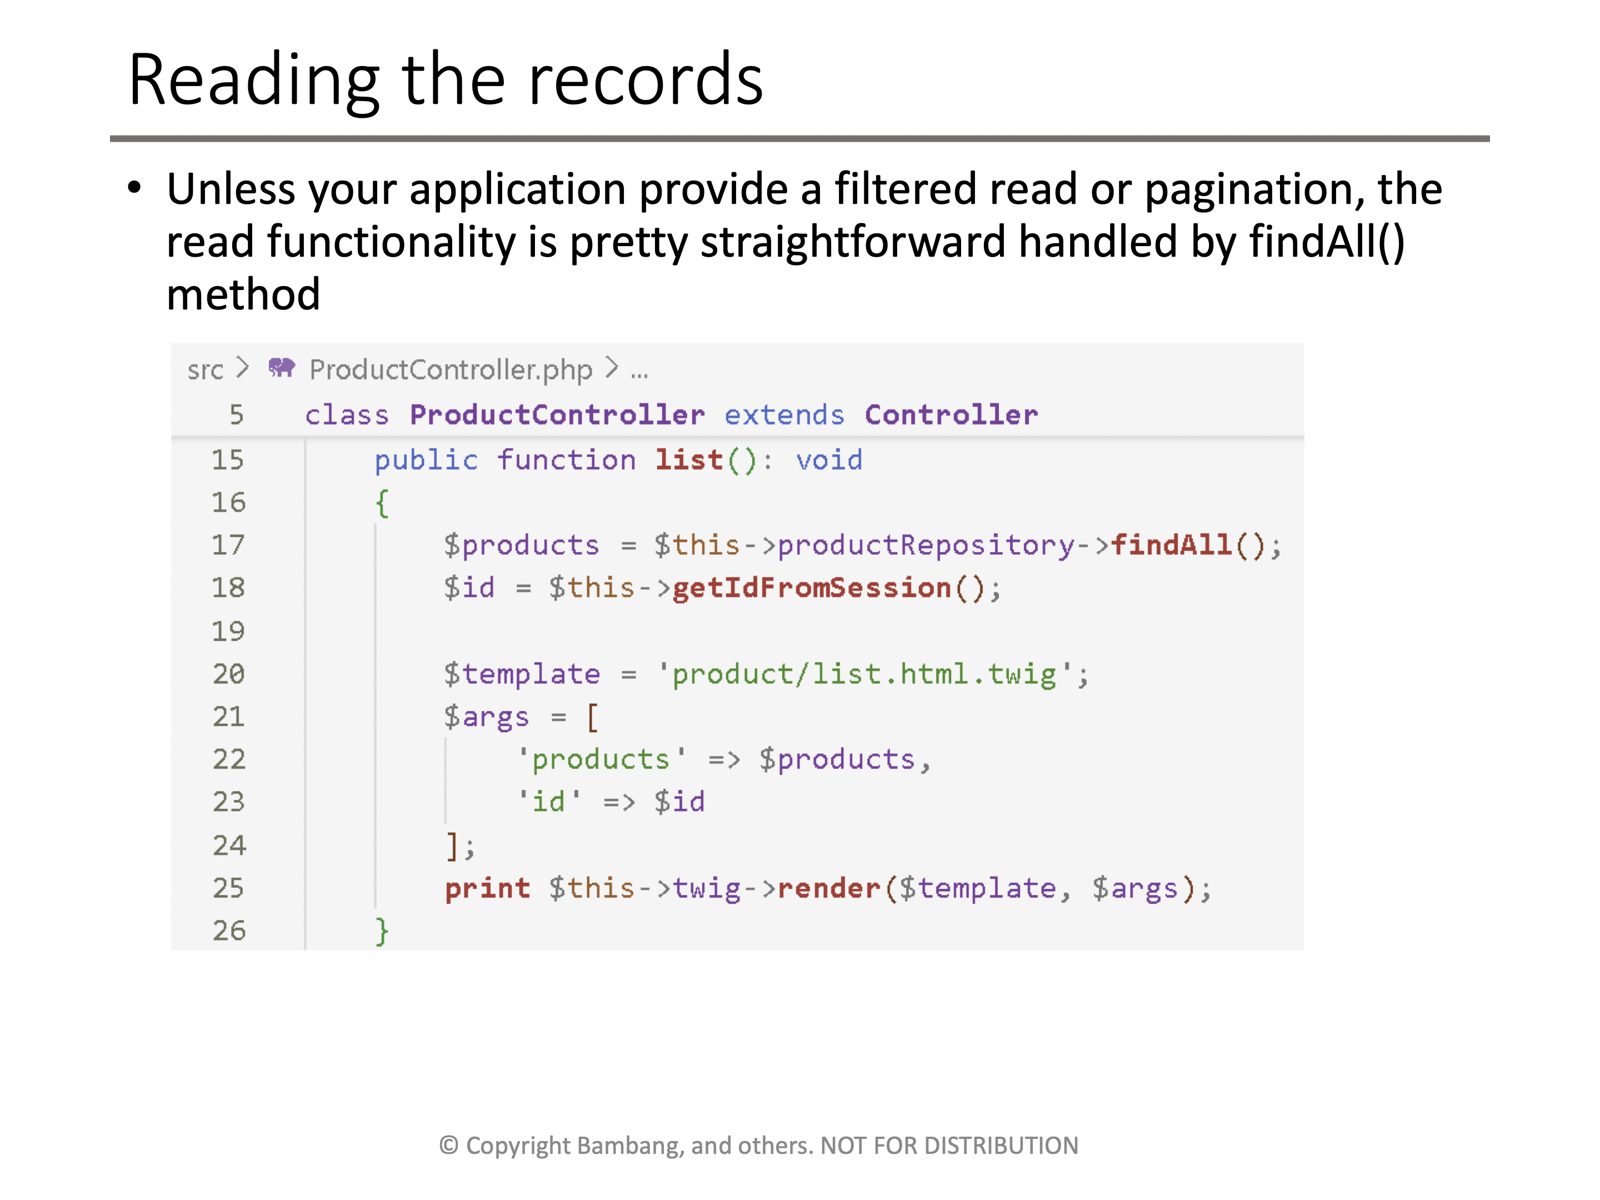 Reading the records
• Unless your application provide a filtered read or pagination, the
read functionality is pretty straightforward handled by findAll()
method
src > ProductController.php > ...
5 class ProductController extends Controller
15 public function list(): void
16 {
17 $products = $this->productRepository->findAll();
18 $id = $this->getIdFromSession();
19
20 $template = 'product/list.html.twig';
21 $args = [
22 'products' => $products,
23 'id' => $id
24 ];
25 print $this->twig->render($template, $args);
26 }
© Copyright Bambang, and others. NOT FOR DISTRIBUTION